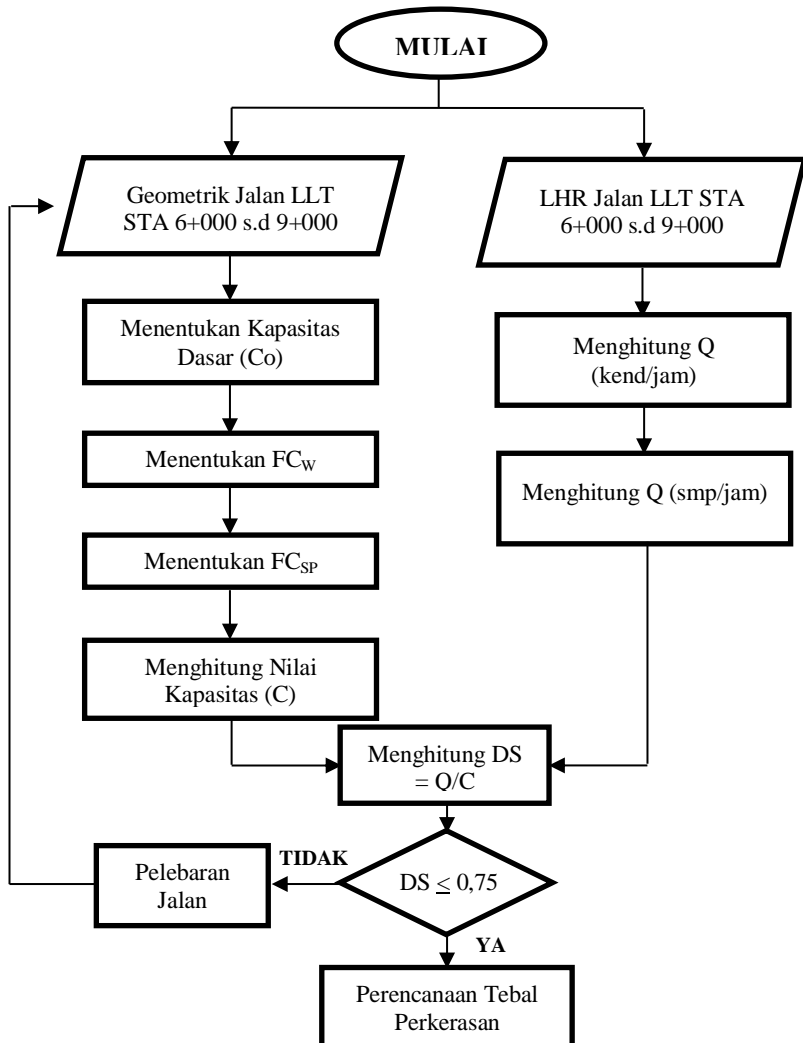 MULAI
Geometrik Jalan LLT
STA 6+000 s.d 9+000
LHR Jalan LLT STA
6+000 s.d 9+000
Menentukan Kapasitas
Dasar (Co)
Menghitung Q
(kend/jam)
Menentukan FCW
Menghitung Q (smp/jam)
Menentukan FCSP
Menghitung Nilai
Kapasitas (C)
Menghitung DS
= Q/C
TIDAK
Pelebaran
Jalan
DS ≤ 0,75
YA
Perencanaan Tebal
Perkerasan